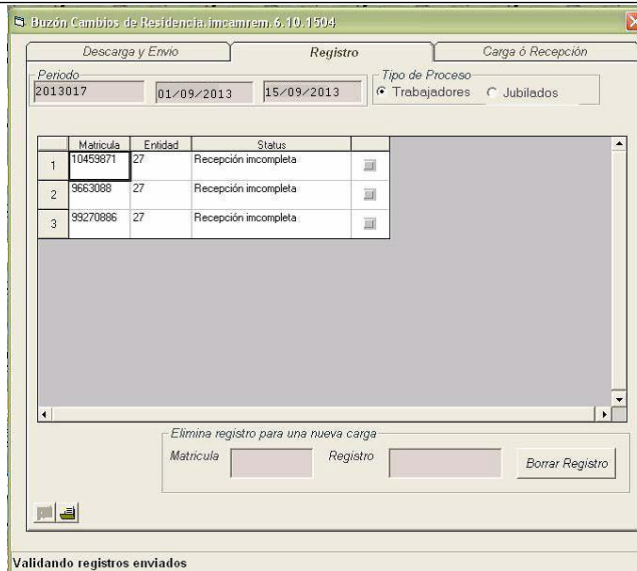 Buzón Cambios de Residencia.imcamrem.6.10.1504
Descarga y Envio Registro Carga ó Recepción
Periodo Tipo de Proceso
2013017 01/09/2013 15/09/2013 Trabajadores Jubilados
Matricula Entidad Status
1 10459871 27 Recepción imcompleta
2 9663088 27 Recepción imcompleta
3 99270886 27 Recepción imcompleta
Elimina registro para una nueva carga
Matricula Registro Borrar Registro
Validando registros enviados